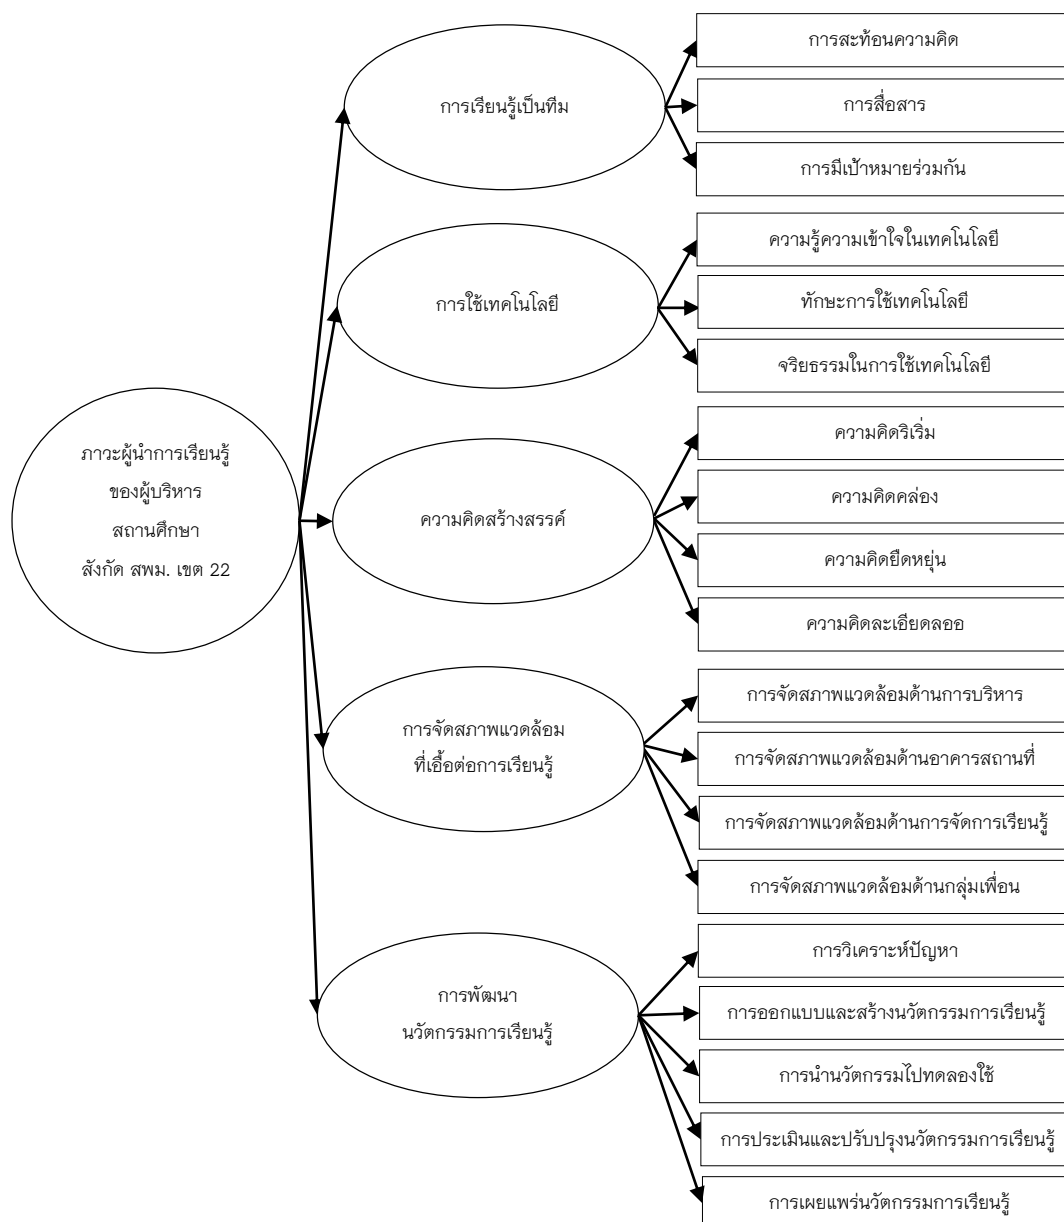 ภาวะผู้นำการเรียนรู้
ของผู้บริหาร
สถานศึกษา
สังกัด สพม. เขต 22
การเรียนรู้เป็นทีม
การสะท้อนความคิด
การสื่อสาร
การมีเป้าหมายร่วมกัน
การใช้เทคโนโลยี
ความรู้ความเข้าใจในเทคโนโลยี
ทักษะการใช้เทคโนโลยี
จริยธรรมในการใช้เทคโนโลยี
ความคิดสร้างสรรค์
ความคิดริเริ่ม
ความคิดคล่อง
ความคิดยืดหยุ่น
ความคิดละเอียดลออ
การจัดสภาพแวดล้อม
ที่เอื้อต่อการเรียนรู้
การจัดสภาพแวดล้อมด้านการบริหาร
การจัดสภาพแวดล้อมด้านอาคารสถานที่
การจัดสภาพแวดล้อมด้านการจัดการเรียนรู้
การจัดสภาพแวดล้อมด้านกลุ่มเพื่อน
การพัฒนา
นวัตกรรมการเรียนรู้
การวิเคราะห์ปัญหา
การออกแบบและสร้างนวัตกรรมการเรียนรู้
การนำนวัตกรรมไปทดลองใช้
การประเมินและปรับปรุงนวัตกรรมการเรียนรู้
การเผยแพร่นวัตกรรมการเรียนรู้